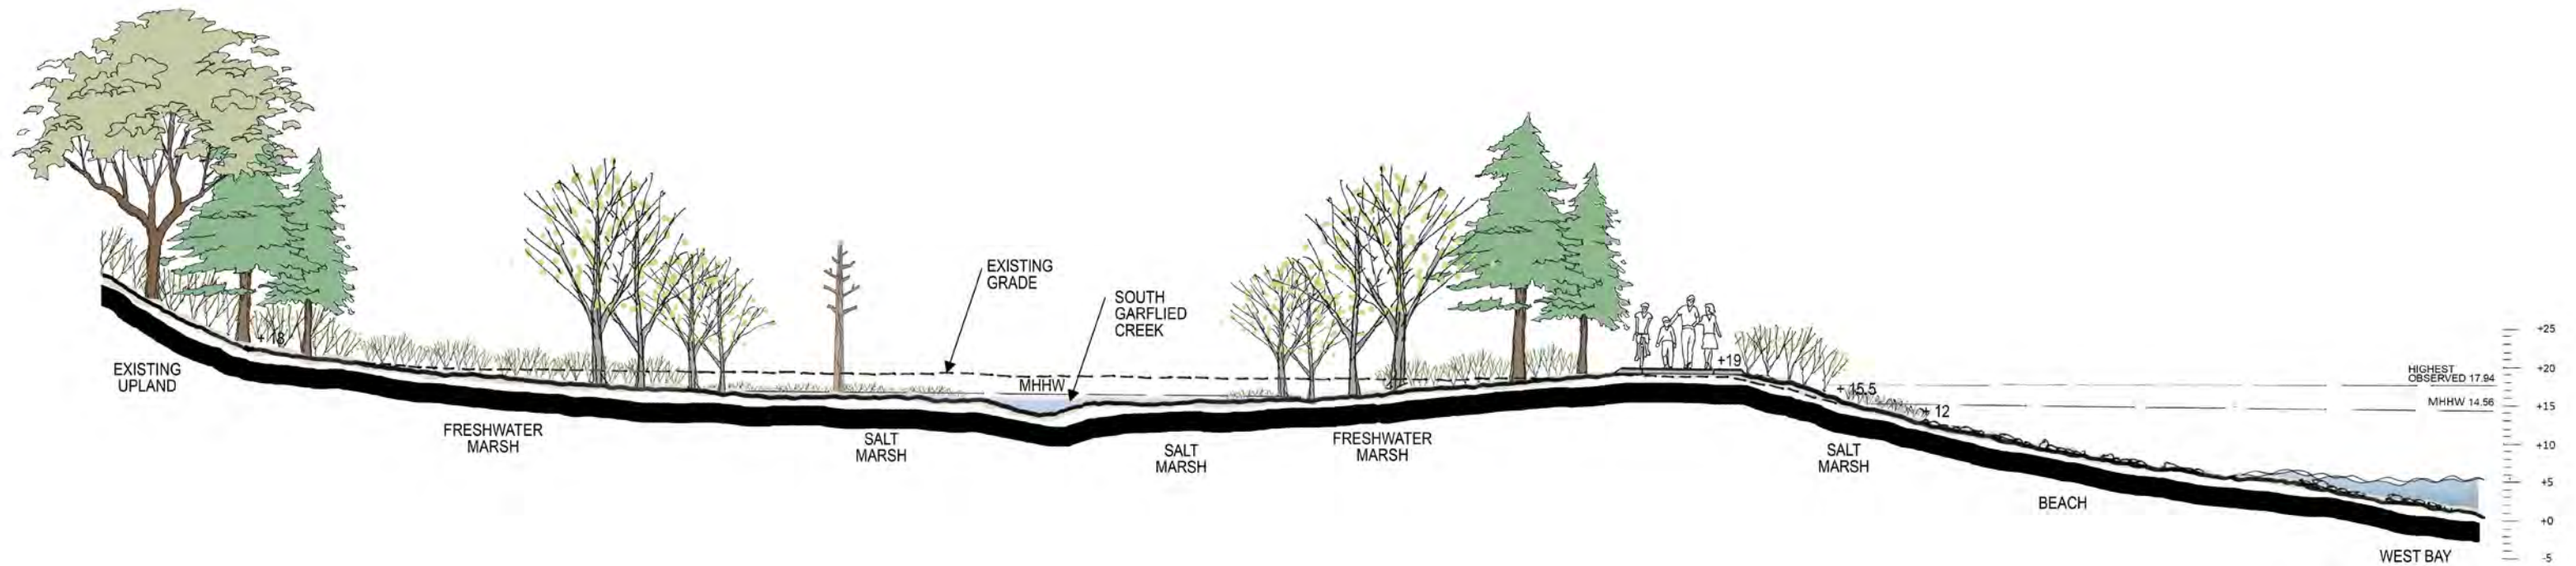 EXISTING
GRADE
SOUTH
GARFLIED
CREEK
MHHW
+ 18
+19
+ 15.5
+ 12
EXISTING
UPLAND
FRESHWATER
MARSH
SALT
MARSH
SALT
MARSH
FRESHWATER
MARSH
SALT
MARSH
BEACH
WEST BAY
HIGHEST
OBSERVED 17.94
MHHW 14.56
+25
+20
+15
+10
+5
+0
-5